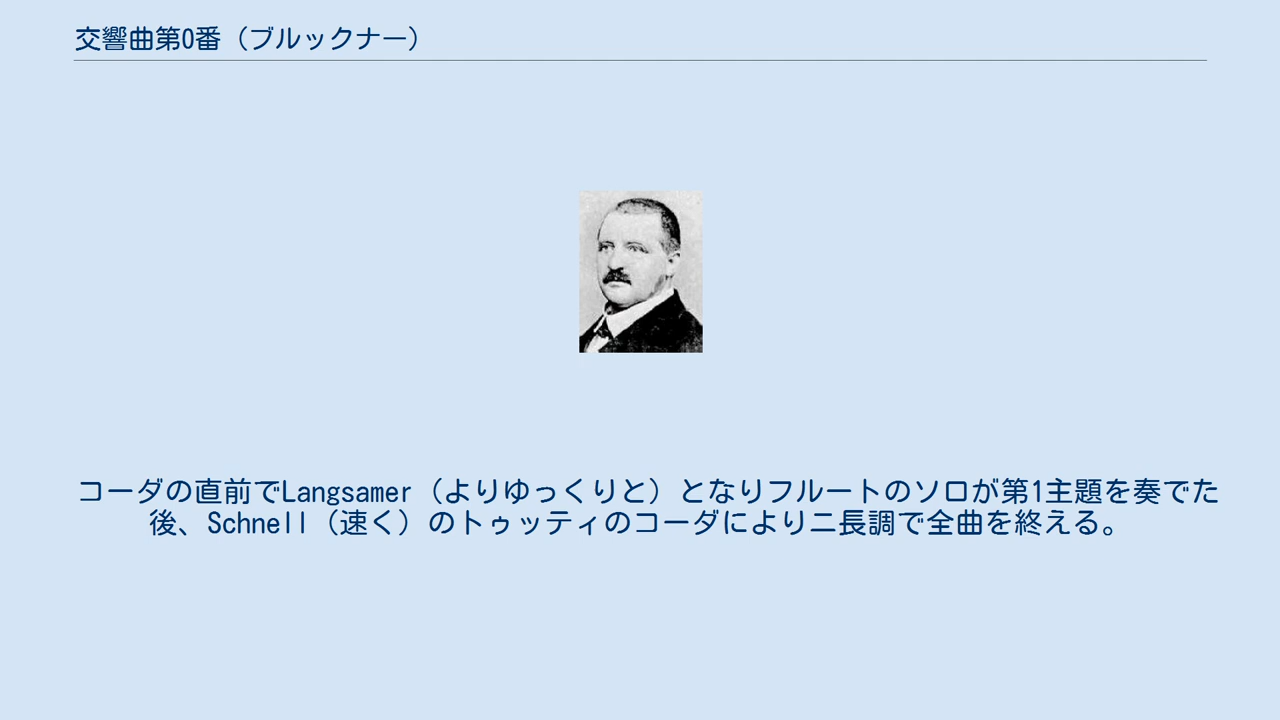 交響曲第0番（ブルックナー）
コーダの直前でLangsamer（よりゆっくりと）となりフルートのソロが第1主題を奏でた
後、Schnell（速く）のトゥッティのコーダによりニ長調で全曲を終える。